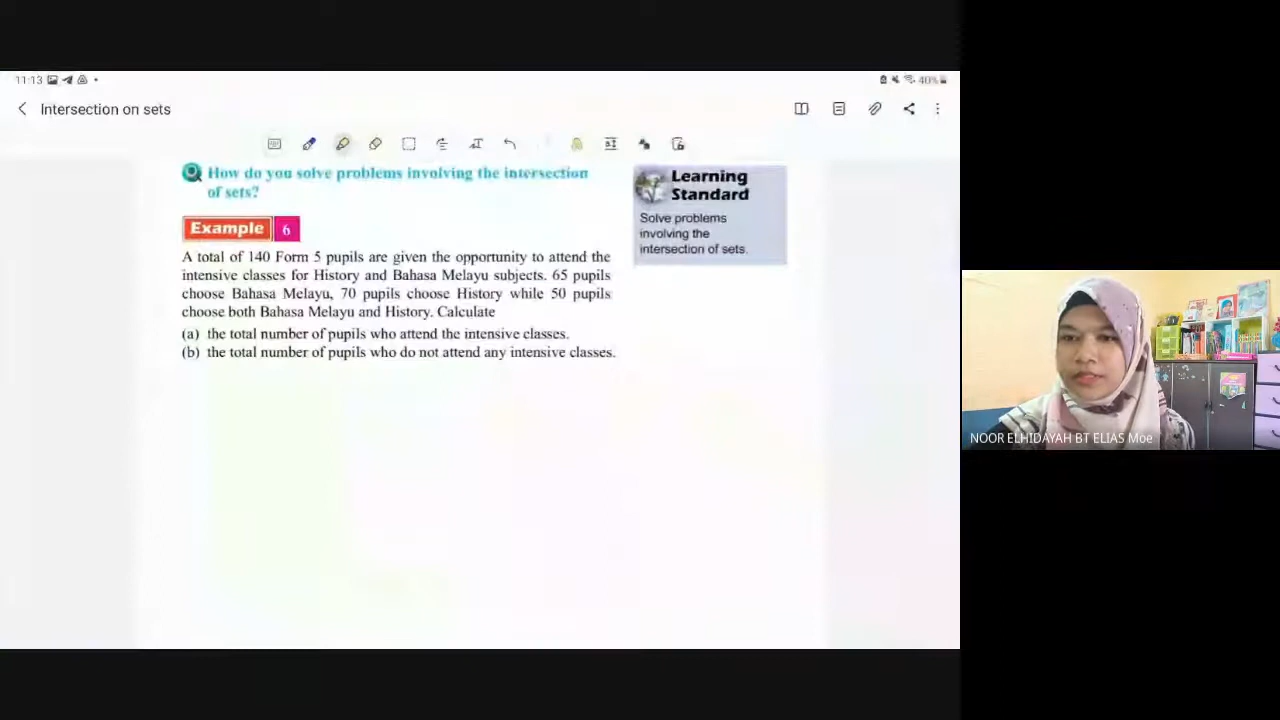 11:13
40%
Intersection on sets
How do you solve problems involving the intersection
of sets?
Learning
Standard
Solve problems
involving the
intersection of sets.
Example 6
A total of 140 Form 5 pupils are given the opportunity to attend the
intensive classes for History and Bahasa Melayu subjects. 65 pupils
choose Bahasa Melayu, 70 pupils choose History while 50 pupils
choose both Bahasa Melayu and History. Calculate
(a) the total number of pupils who attend the intensive classes.
(b) the total number of pupils who do not attend any intensive classes.
NOOR ELHIDAYAH BT ELIAS Moe